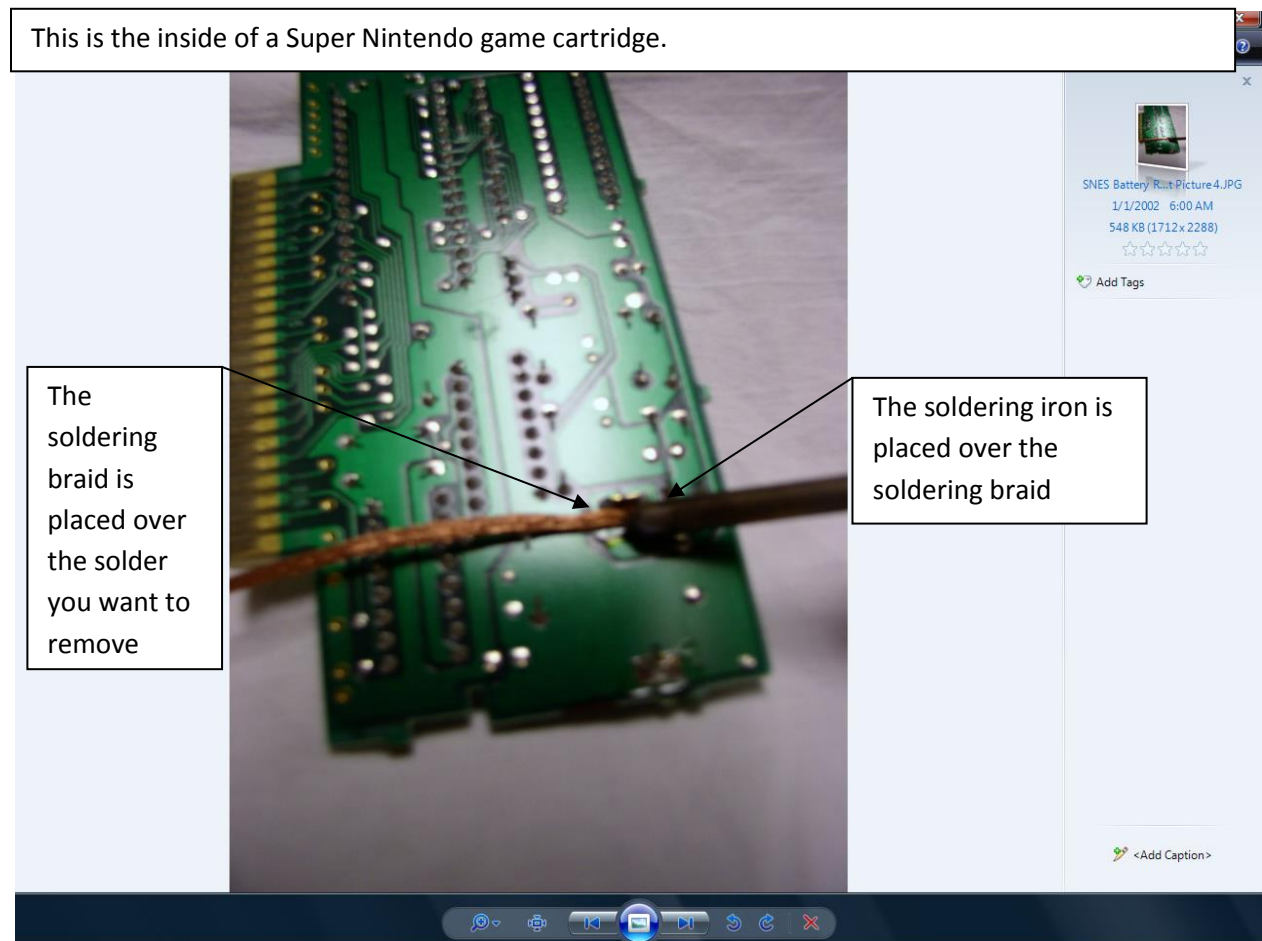 This is the inside of a Super Nintendo game cartridge.
SNES Battery R...t Picture 4.JPG
1/1/2002 6:00 AM
548 KB (1712 x 2288)
Add Tags
The
soldering
braid is
placed over
the solder
you want to
remove
The soldering iron is
placed over the
soldering braid
<Add Caption>